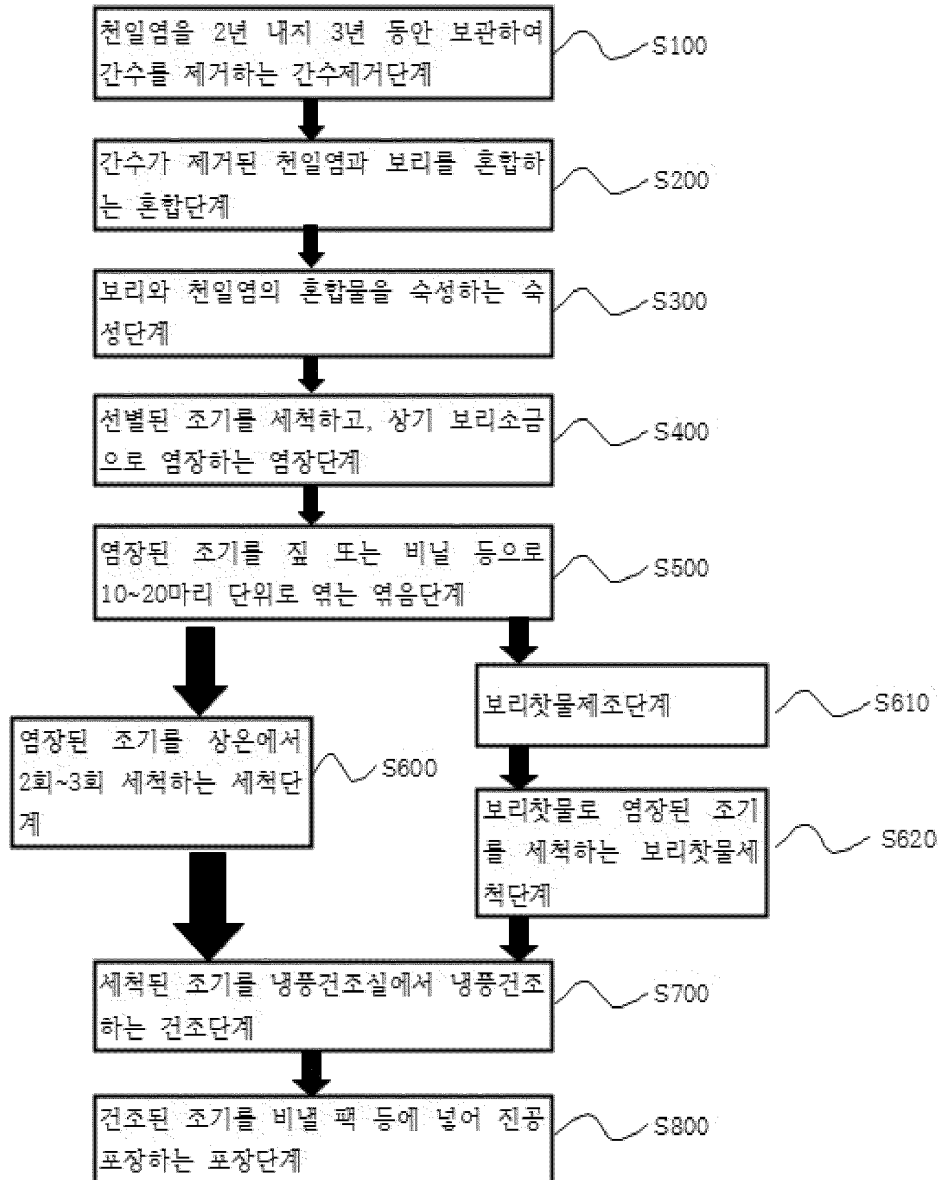 천일염을 2년 내지 3년 동안 보관하여
간수를 제거하는 간수제거단계
S100
간수가 제거된 천일염과 보리를 혼합하
는 혼합단계
S200
보리와 천일염의 혼합물을 숙성하는 숙
성단계
S300
선별된 조기를 세척하고, 상기 보리소금
으로 염장하는 염장단계
S400
염장된 조기를 짚 또는 비닐 등으로
10~20마리 단위로 엮는 엮음단계
S500
염장된 조기를 상온에서
2회~3회 세척하는 세척단
계
S600
보리찻물제조단계
S610
보리찻물로 염장된 조기
를 세척하는 보리찻물세
척단계
S620
세척된 조기를 냉풍건조실에서 냉풍건조
하는 건조단계
S700
건조된 조기를 비낼 팩 등에 넣어 진공
포장하는 포장단계
S800